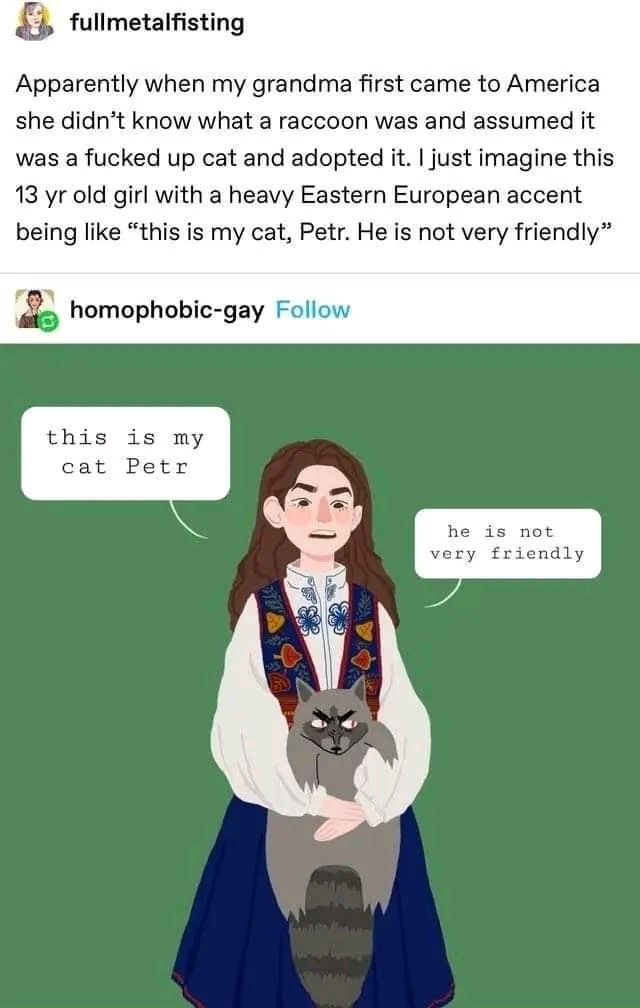 fullmetalfisting
Apparently when my grandma first came to America
she didn’t know what a raccoon was and assumed it
was a fucked up cat and adopted it. I just imagine this
13 yr old girl with a heavy Eastern European accent
being like “this is my cat, Petr. He is not very friendly”
homophobic-gay Follow
this is my
cat Petr
he is not
very friendly